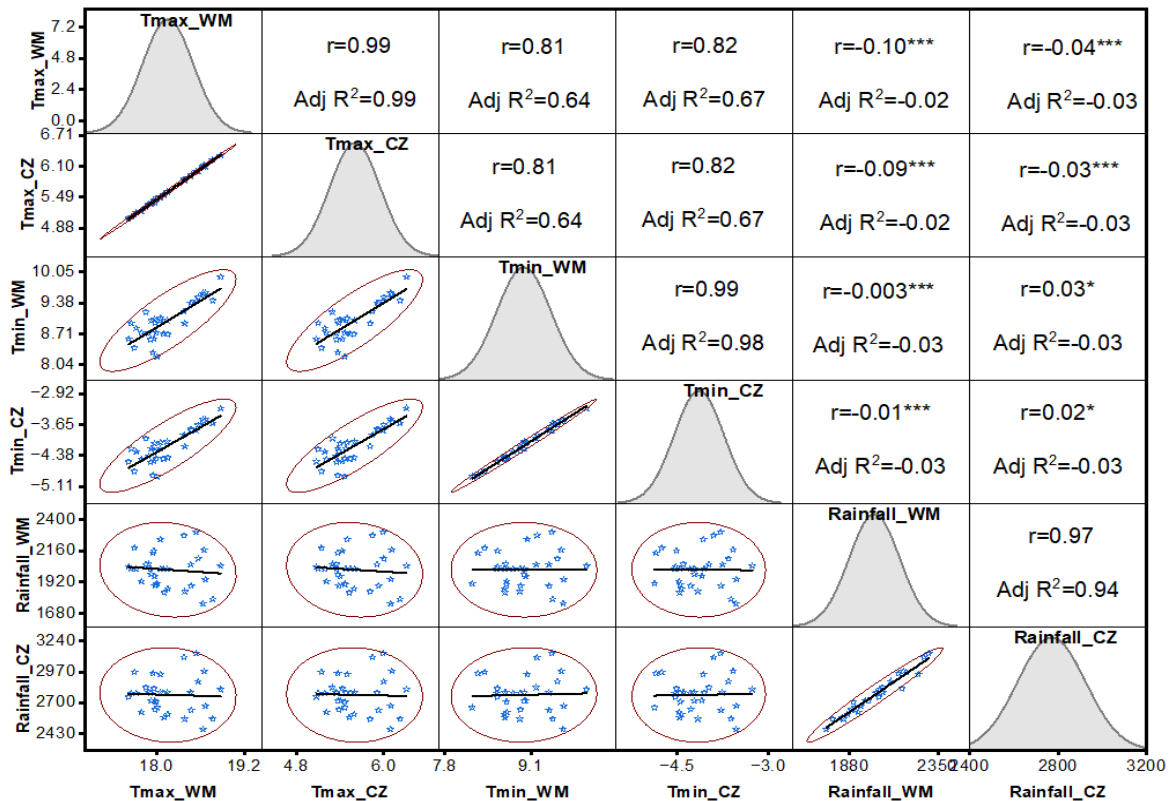 Tmax_WM
7.2
4.8
2.4
0.0
Tmax_WM
r=0.99
Adj R²=0.99
r=0.81
Adj R²=0.64
r=0.82
Adj R²=0.67
r=-0.10***
Adj R²=-0.02
r=-0.04***
Adj R²=-0.03
Tmax_CZ
6.71
6.10
5.49
4.88
Tmax_CZ
r=0.81
Adj R²=0.64
r=0.82
Adj R²=0.67
r=-0.09***
Adj R²=-0.02
r=-0.03***
Adj R²=-0.03
Tmin_WM
10.05
9.38
8.71
8.04
Tmin_WM
r=0.99
Adj R²=0.98
r=-0.003***
Adj R²=-0.03
r=0.03*
Adj R²=-0.03
Tmin_CZ
−2.92
−3.65
−4.38
−5.11
Tmin_CZ
r=-0.01***
Adj R²=-0.03
r=0.02*
Adj R²=-0.03
Rainfall_WM
2400
2160
1920
1680
Rainfall_WM
r=0.97
Adj R²=0.94
Rainfall_CZ
3240
2970
2700
2430
Rainfall_CZ
18.0 19.2 4.8 6.0 7.8 9.1 −4.5 −3.0 1880 2350 2400 2800 3200
Tmax_WM Tmax_CZ Tmin_WM Tmin_CZ Rainfall_WM Rainfall_CZ